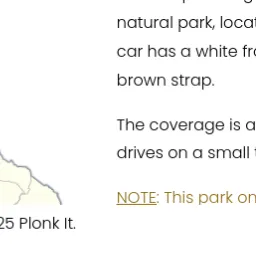 natural park, locat
car has a white fr
brown strap.
The coverage is a
drives on a small
NOTE: This park on
25 Plonk It.